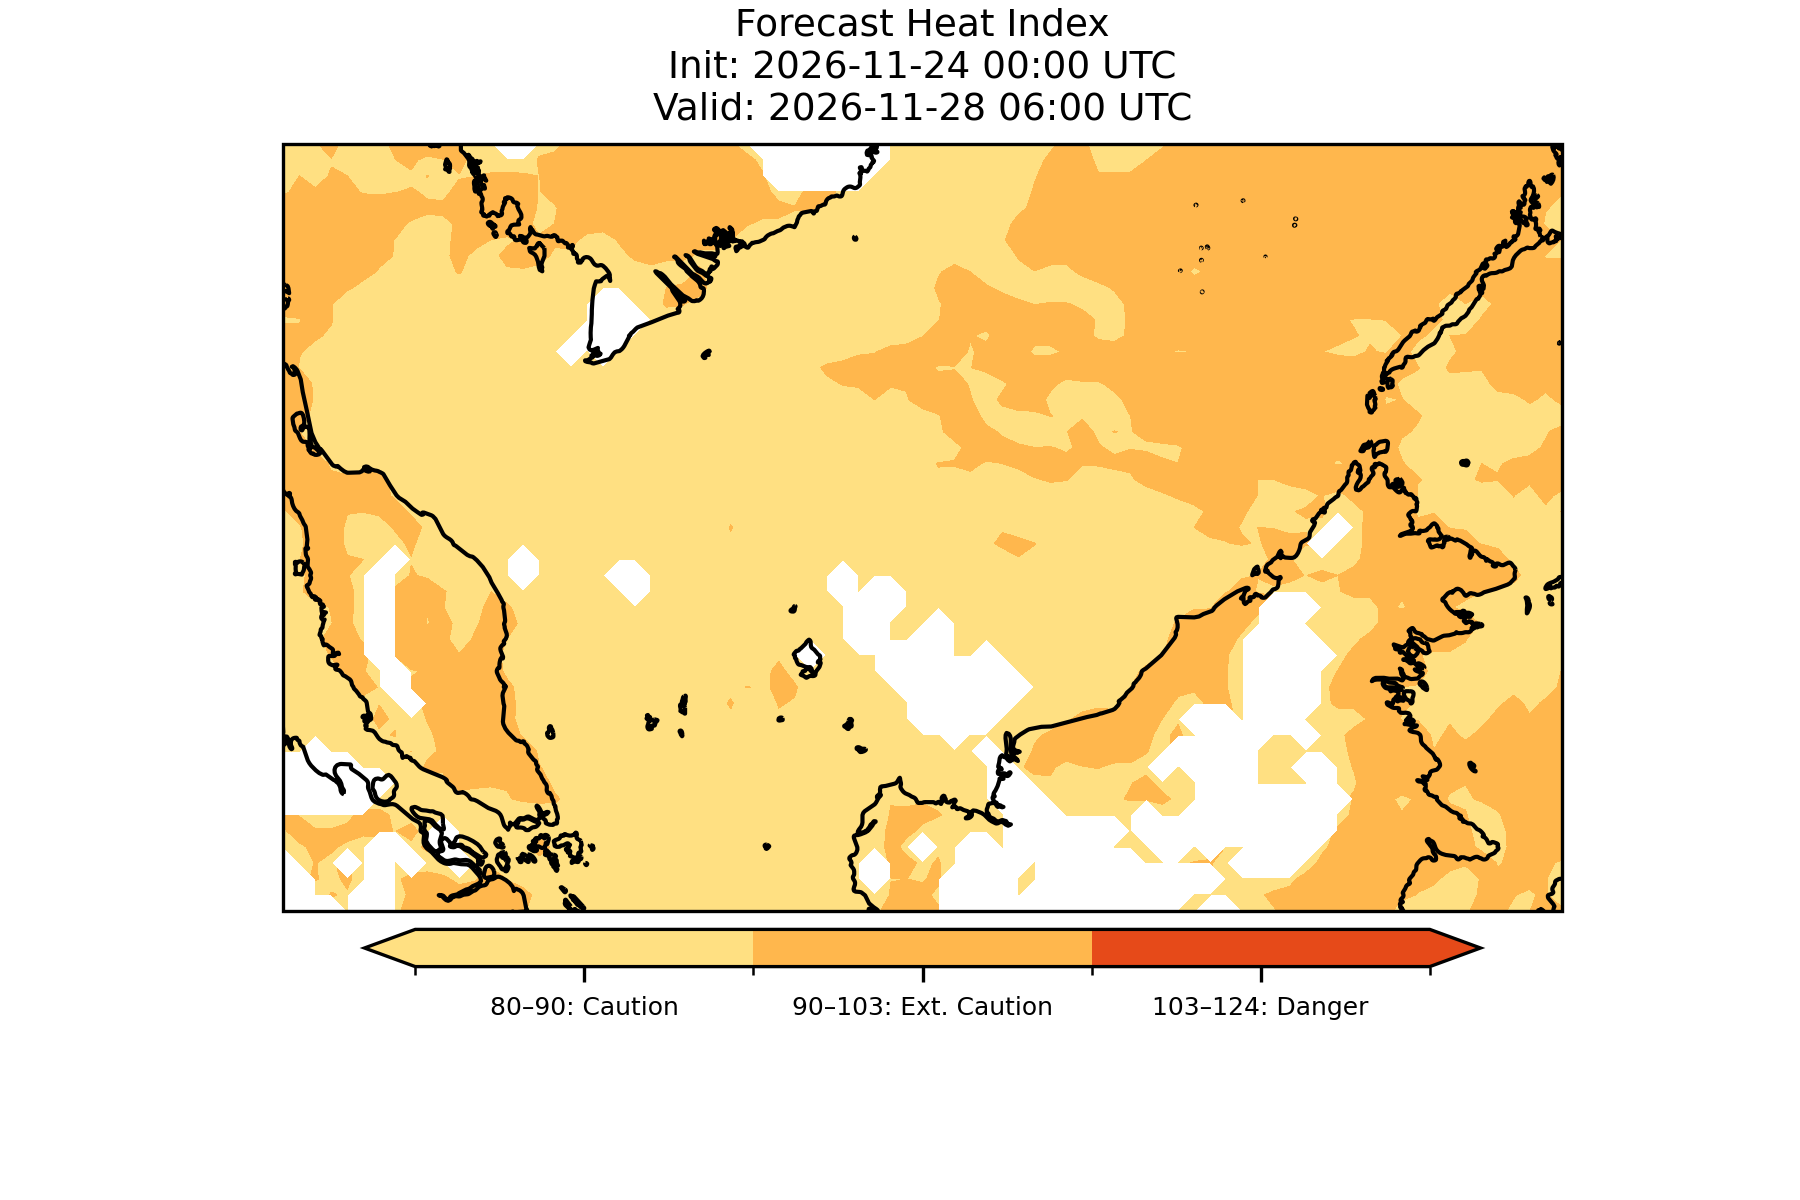 Forecast Heat Index
Init: 2026-11-24 00:00 UTC
Valid: 2026-11-28 06:00 UTC
80–90: Caution
90–103: Ext. Caution
103–124: Danger